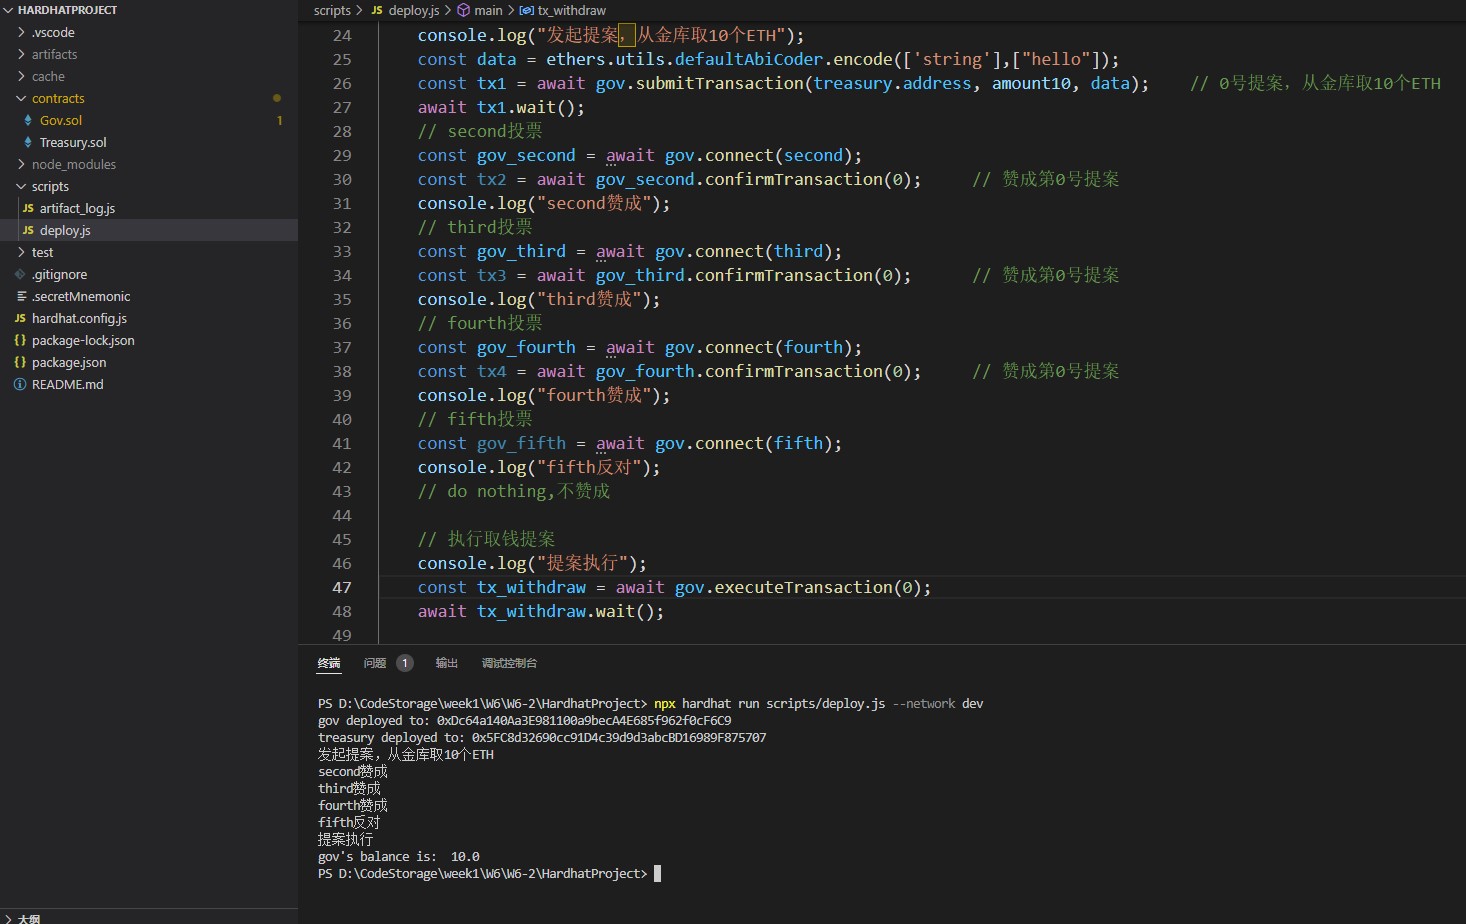 HARDHATPROJECT
.vscode
artifacts
cache
contracts
Gov.sol 1
Treasury.sol
node_modules
scripts
JS artifact_log.js
JS deploy.js
test
.gitignore
.secretMnemonic
JS hardhat.config.js
{} package-lock.json
{} package.json
README.md
大纲
scripts > JS deploy.js > main > tx_withdraw
24 console.log("发起提案，从金库取10个ETH");
25 const data = ethers.utils.defaultAbiCoder.encode(['string'],["hello"]);
26 const tx1 = await gov.submitTransaction(treasury.address, amount10, data); // 0号提案，从金库取10个ETH
27 await tx1.wait();
28 // second投票
29 const gov_second = await gov.connect(second);
30 const tx2 = await gov_second.confirmTransaction(0); // 赞成第0号提案
31 console.log("second赞成");
32 // third投票
33 const gov_third = await gov.connect(third);
34 const tx3 = await gov_third.confirmTransaction(0); // 赞成第0号提案
35 console.log("third赞成");
36 // fourth投票
37 const gov_fourth = await gov.connect(fourth);
38 const tx4 = await gov_fourth.confirmTransaction(0); // 赞成第0号提案
39 console.log("fourth赞成");
40 // fifth投票
41 const gov_fifth = await gov.connect(fifth);
42 console.log("fifth反对");
43 // do nothing,不赞成
44
45 // 执行取钱提案
46 console.log("提案执行");
47 const tx_withdraw = await gov.executeTransaction(0);
48 await tx_withdraw.wait();
49
终端 问题 1 输出 调试控制台
PS D:\CodeStorage\week1\W6\W6-2\HardhatProject> npx hardhat run scripts/deploy.js --network dev
gov deployed to: 0xDc64a140Aa3E981100a9becA4E685f962f0cF6C9
treasury deployed to: 0x5FC8d32690cc91D4c39d9d3abcBD16989F875707
发起提案，从金库取10个ETH
second赞成
third赞成
fourth赞成
fifth反对
提案执行
gov's balance is:  10.0
PS D:\CodeStorage\week1\W6\W6-2\HardhatProject>